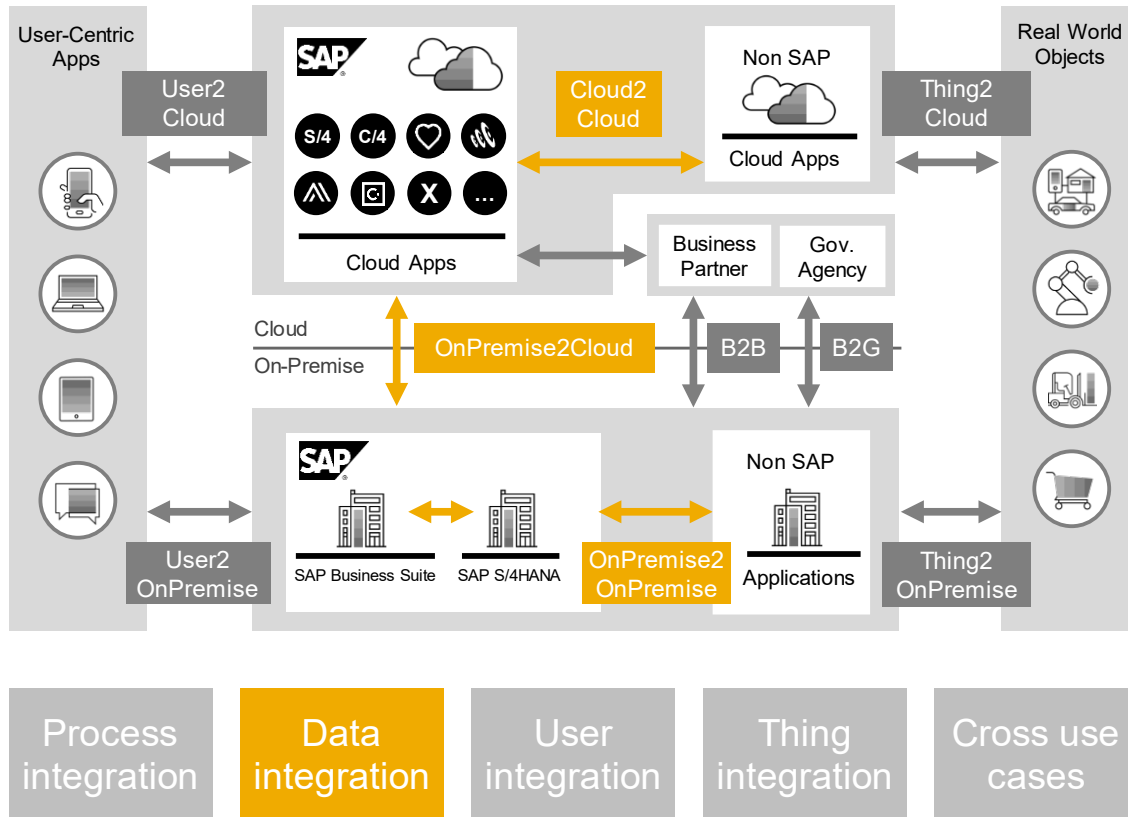 User-Centric
Apps
User2
Cloud
SAP
®
S/4
C/4
X
...
Cloud Apps
Cloud2
Cloud
Non SAP
Cloud Apps
Thing2
Cloud
Real World
Objects
Business
Partner
Gov.
Agency
Cloud
On-Premise
OnPremise2Cloud
B2B
B2G
SAP
®
SAP Business Suite
SAP S/4HANA
Non SAP
Applications
User2
OnPremise
OnPremise2
OnPremise
Thing2
OnPremise
Process
integration
Data
integration
User
integration
Thing
integration
Cross use
cases